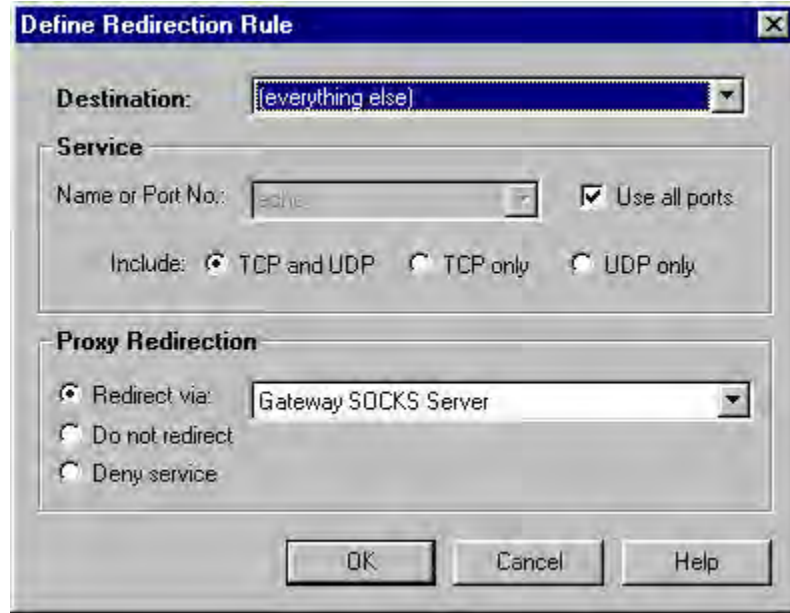 Define Redirection Rule
Destination: (everything else)
Service
Name or Port No.: echo Use all ports
Include: TCP and UDP TCP only UDP only
Proxy Redirection
Redirect via: Gateway SOCKS Server
Do not redirect
Deny service
OK Cancel Help